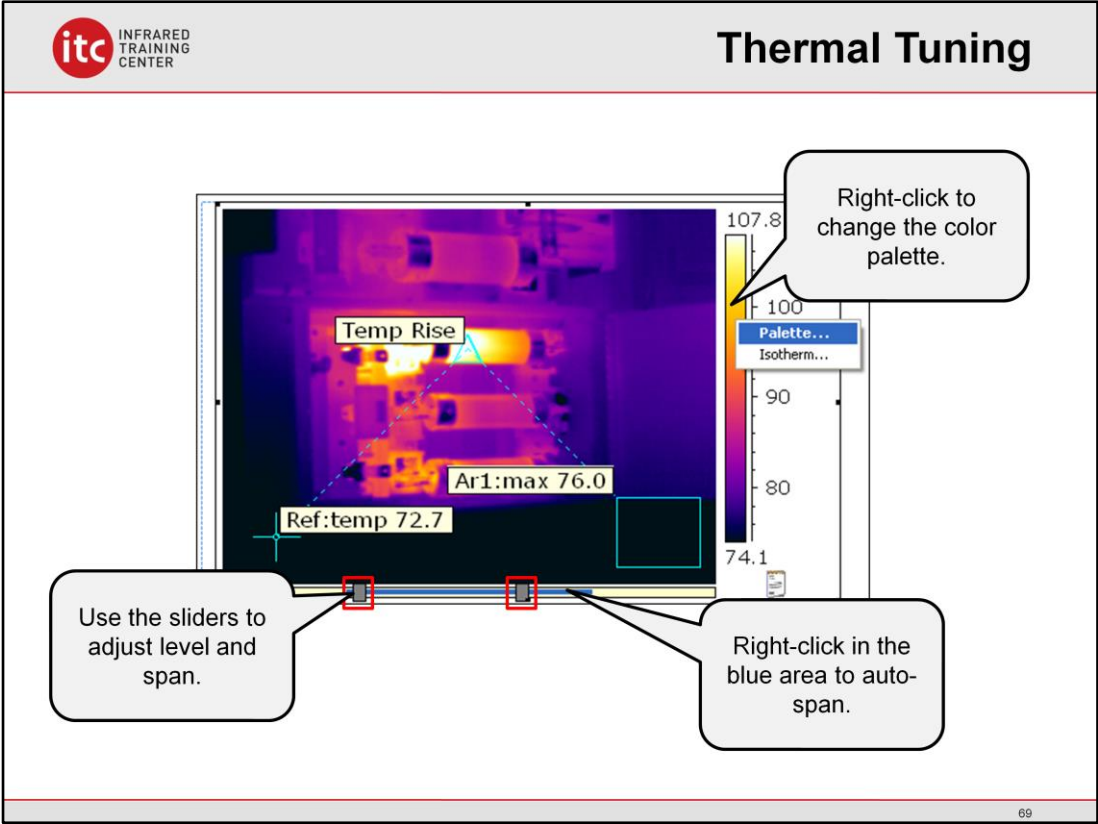 itc
INFRARED
TRAINING
CENTER
Thermal Tuning
Right-click to
change the color
palette.
107.8
100
Palette...
Isotherm...
90
80
74.1
Temp Rise
Ar1:max 76.0
Ref:temp 72.7
Use the sliders to
adjust level and
span.
Right-click in the
blue area to auto-
span.
69